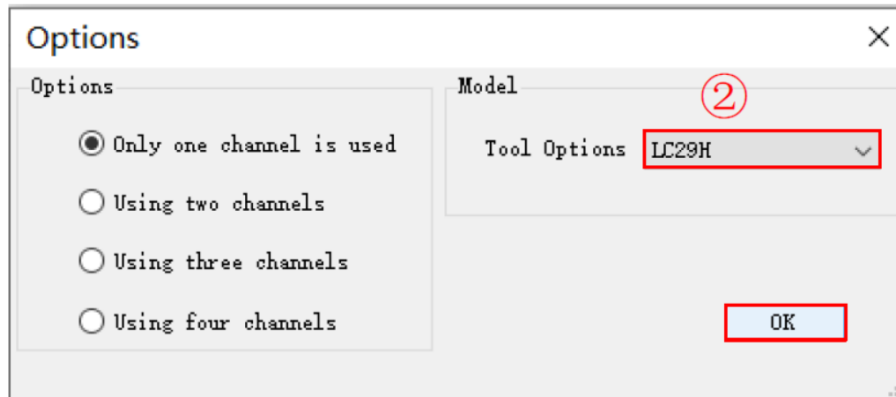 Options
Options
Only one channel is used
Using two channels
Using three channels
Using four channels
Model
②
Tool Options LC29H
OK